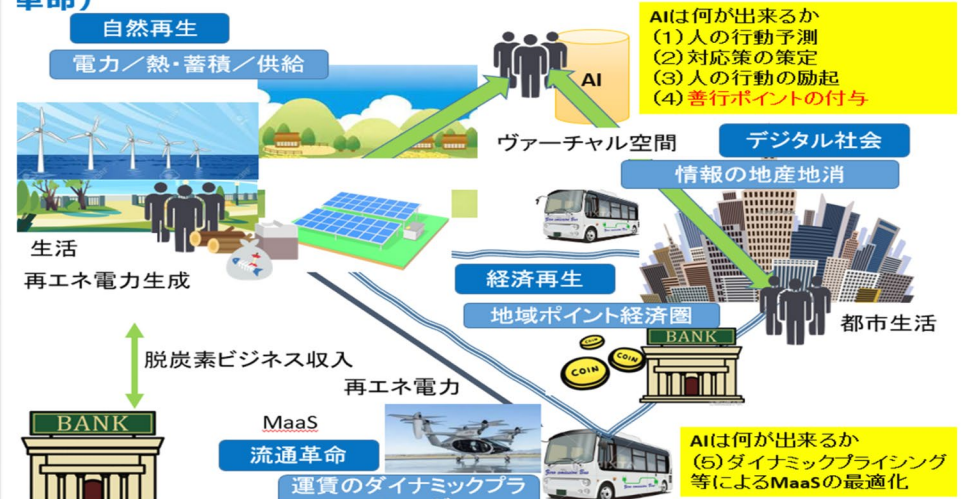 革命）
自然再生
電力／熱・蓄積／供給
AI
ヴァーチャル空間
AIは何が出来るか
（1）人の行動予測
（2）対応策の策定
（3）人の行動の励起
（4）善行ポイントの付与
デジタル社会
情報の地産地消
生活
再エネ電力生成
経済再生
地域ポイント経済圏
都市生活
BANK
COIN
COIN
COIN
脱炭素ビジネス収入
再エネ電力
BANK
MaaS
流通革命
運賃のダイナミックプラ
AIは何が出来るか
（5）ダイナミックプライシング
等によるMaaSの最適化